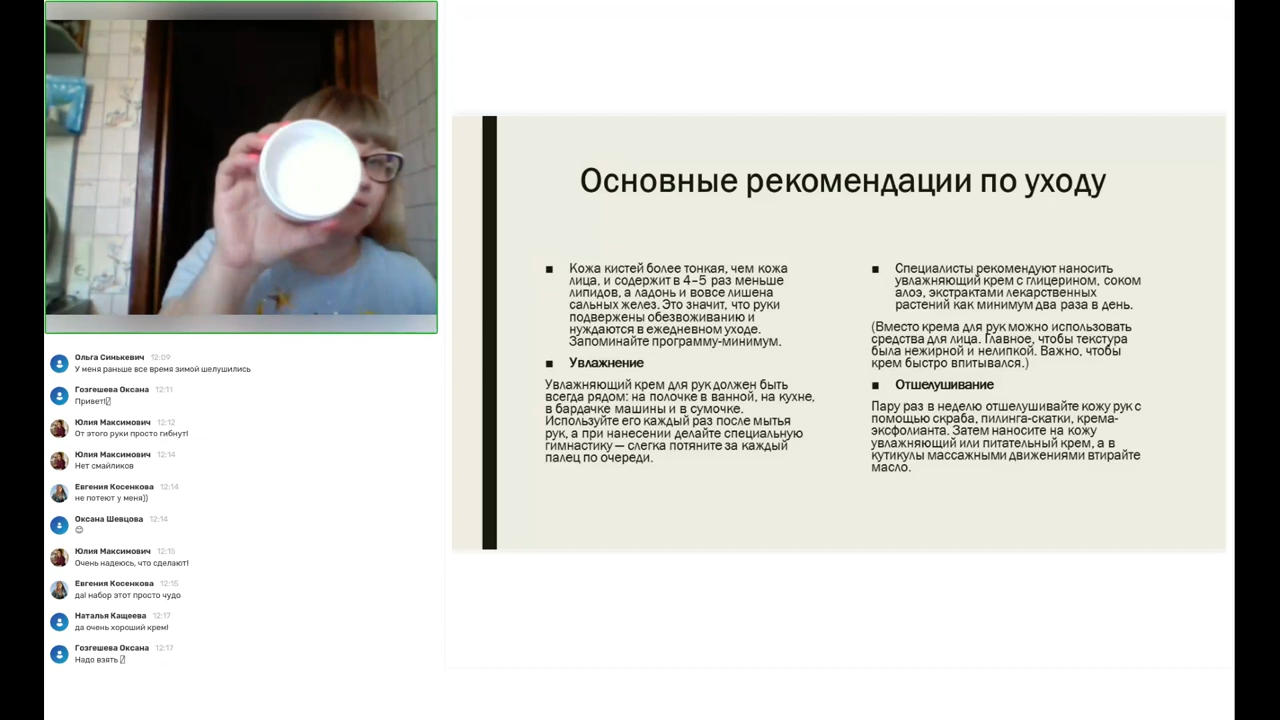 Ольга Синькевич 12:09
У меня раньше все время зимой шелушились
Гозгешева Оксана 12:11
Привет!
Юлия Максимович 12:12
От этого руки просто гибнут!
Юлия Максимович 12:14
Нет смайликов
Евгения Косенкова 12:14
не потеют у меня))
Оксана Шевцова 12:14
😊
Юлия Максимович 12:15
Очень надеюсь, что сделают!
Евгения Косенкова 12:15
да! набор этот просто чудо
Наталья Кащеева 12:17
да очень хороший крем!
Гозгешева Оксана 12:17
Надо взять
Основные рекомендации по уходу
■ Кожа кистей более тонкая, чем кожа
лица, и содержит в 4–5 раз меньше
липидов, а ладонь и вовсе лишена
сальных желез. Это значит, что руки
подвержены обезвоживанию и
нуждаются в ежедневном уходе.
Запоминайте программу-минимум.
■ Увлажнение
Увлажняющий крем для рук должен быть
всегда рядом: на полочке в ванной, на кухне,
в бардачке машины и в сумочке.
Используйте его каждый раз после мытья
рук, а при нанесении делайте специальную
гимнастику — слегка потяните за каждый
палец по очереди.
■ Специалисты рекомендуют наносить
увлажняющий крем с глицерином, соком
алоэ, экстрактами лекарственных
растений как минимум два раза в день.
(Вместо крема для рук можно использовать
средства для лица. Главное, чтобы текстура
была нежирной и нелипкой. Важно, чтобы
крем быстро впитывался.)
■ Отшелушивание
Пару раз в неделю отшелушивайте кожу рук с
помощью скраба, пилинга-скатки, крема-
эксфолианта. Затем наносите на кожу
увлажняющий или питательный крем, а в
кутикулы массажными движениями втирайте
масло.